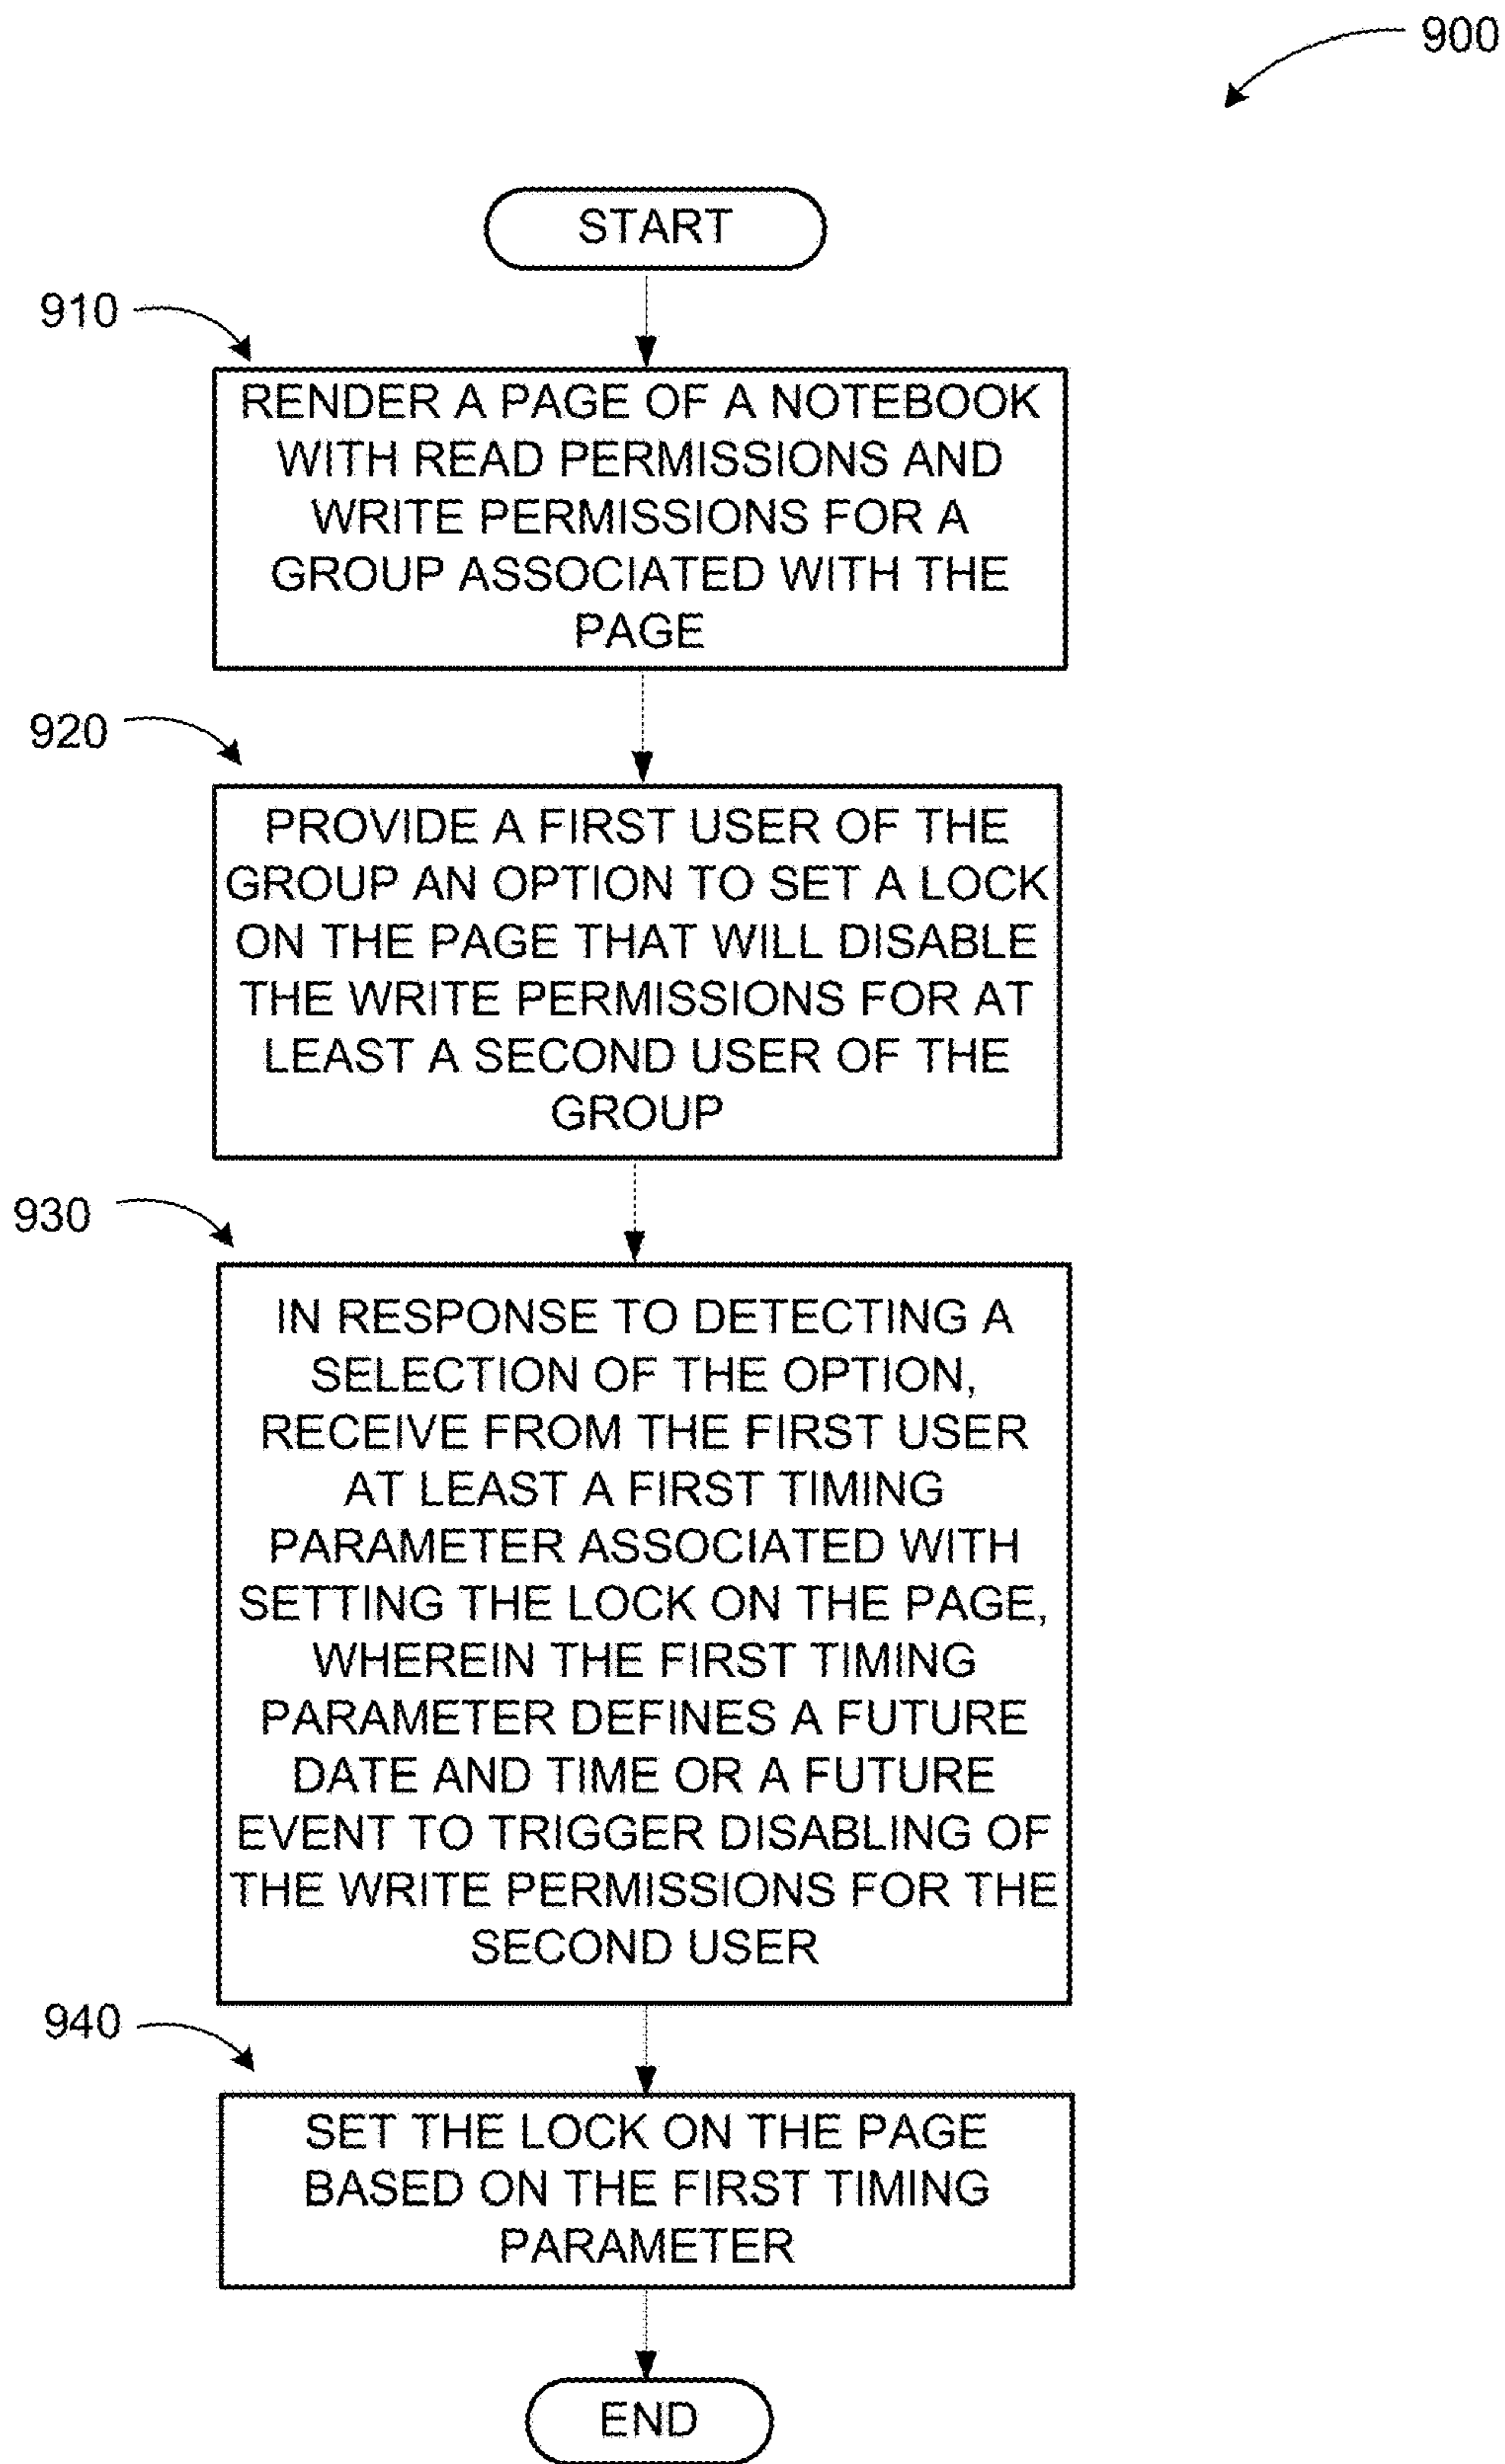 900
START
910
RENDER A PAGE OF A NOTEBOOK
WITH READ PERMISSIONS AND
WRITE PERMISSIONS FOR A
GROUP ASSOCIATED WITH THE
PAGE
920
PROVIDE A FIRST USER OF THE
GROUP AN OPTION TO SET A LOCK
ON THE PAGE THAT WILL DISABLE
THE WRITE PERMISSIONS FOR AT
LEAST A SECOND USER OF THE
GROUP
930
IN RESPONSE TO DETECTING A
SELECTION OF THE OPTION,
RECEIVE FROM THE FIRST USER
AT LEAST A FIRST TIMING
PARAMETER ASSOCIATED WITH
SETTING THE LOCK ON THE PAGE,
WHEREIN THE FIRST TIMING
PARAMETER DEFINES A FUTURE
DATE AND TIME OR A FUTURE
EVENT TO TRIGGER DISABLING OF
THE WRITE PERMISSIONS FOR THE
SECOND USER
940
SET THE LOCK ON THE PAGE
BASED ON THE FIRST TIMING
PARAMETER
END